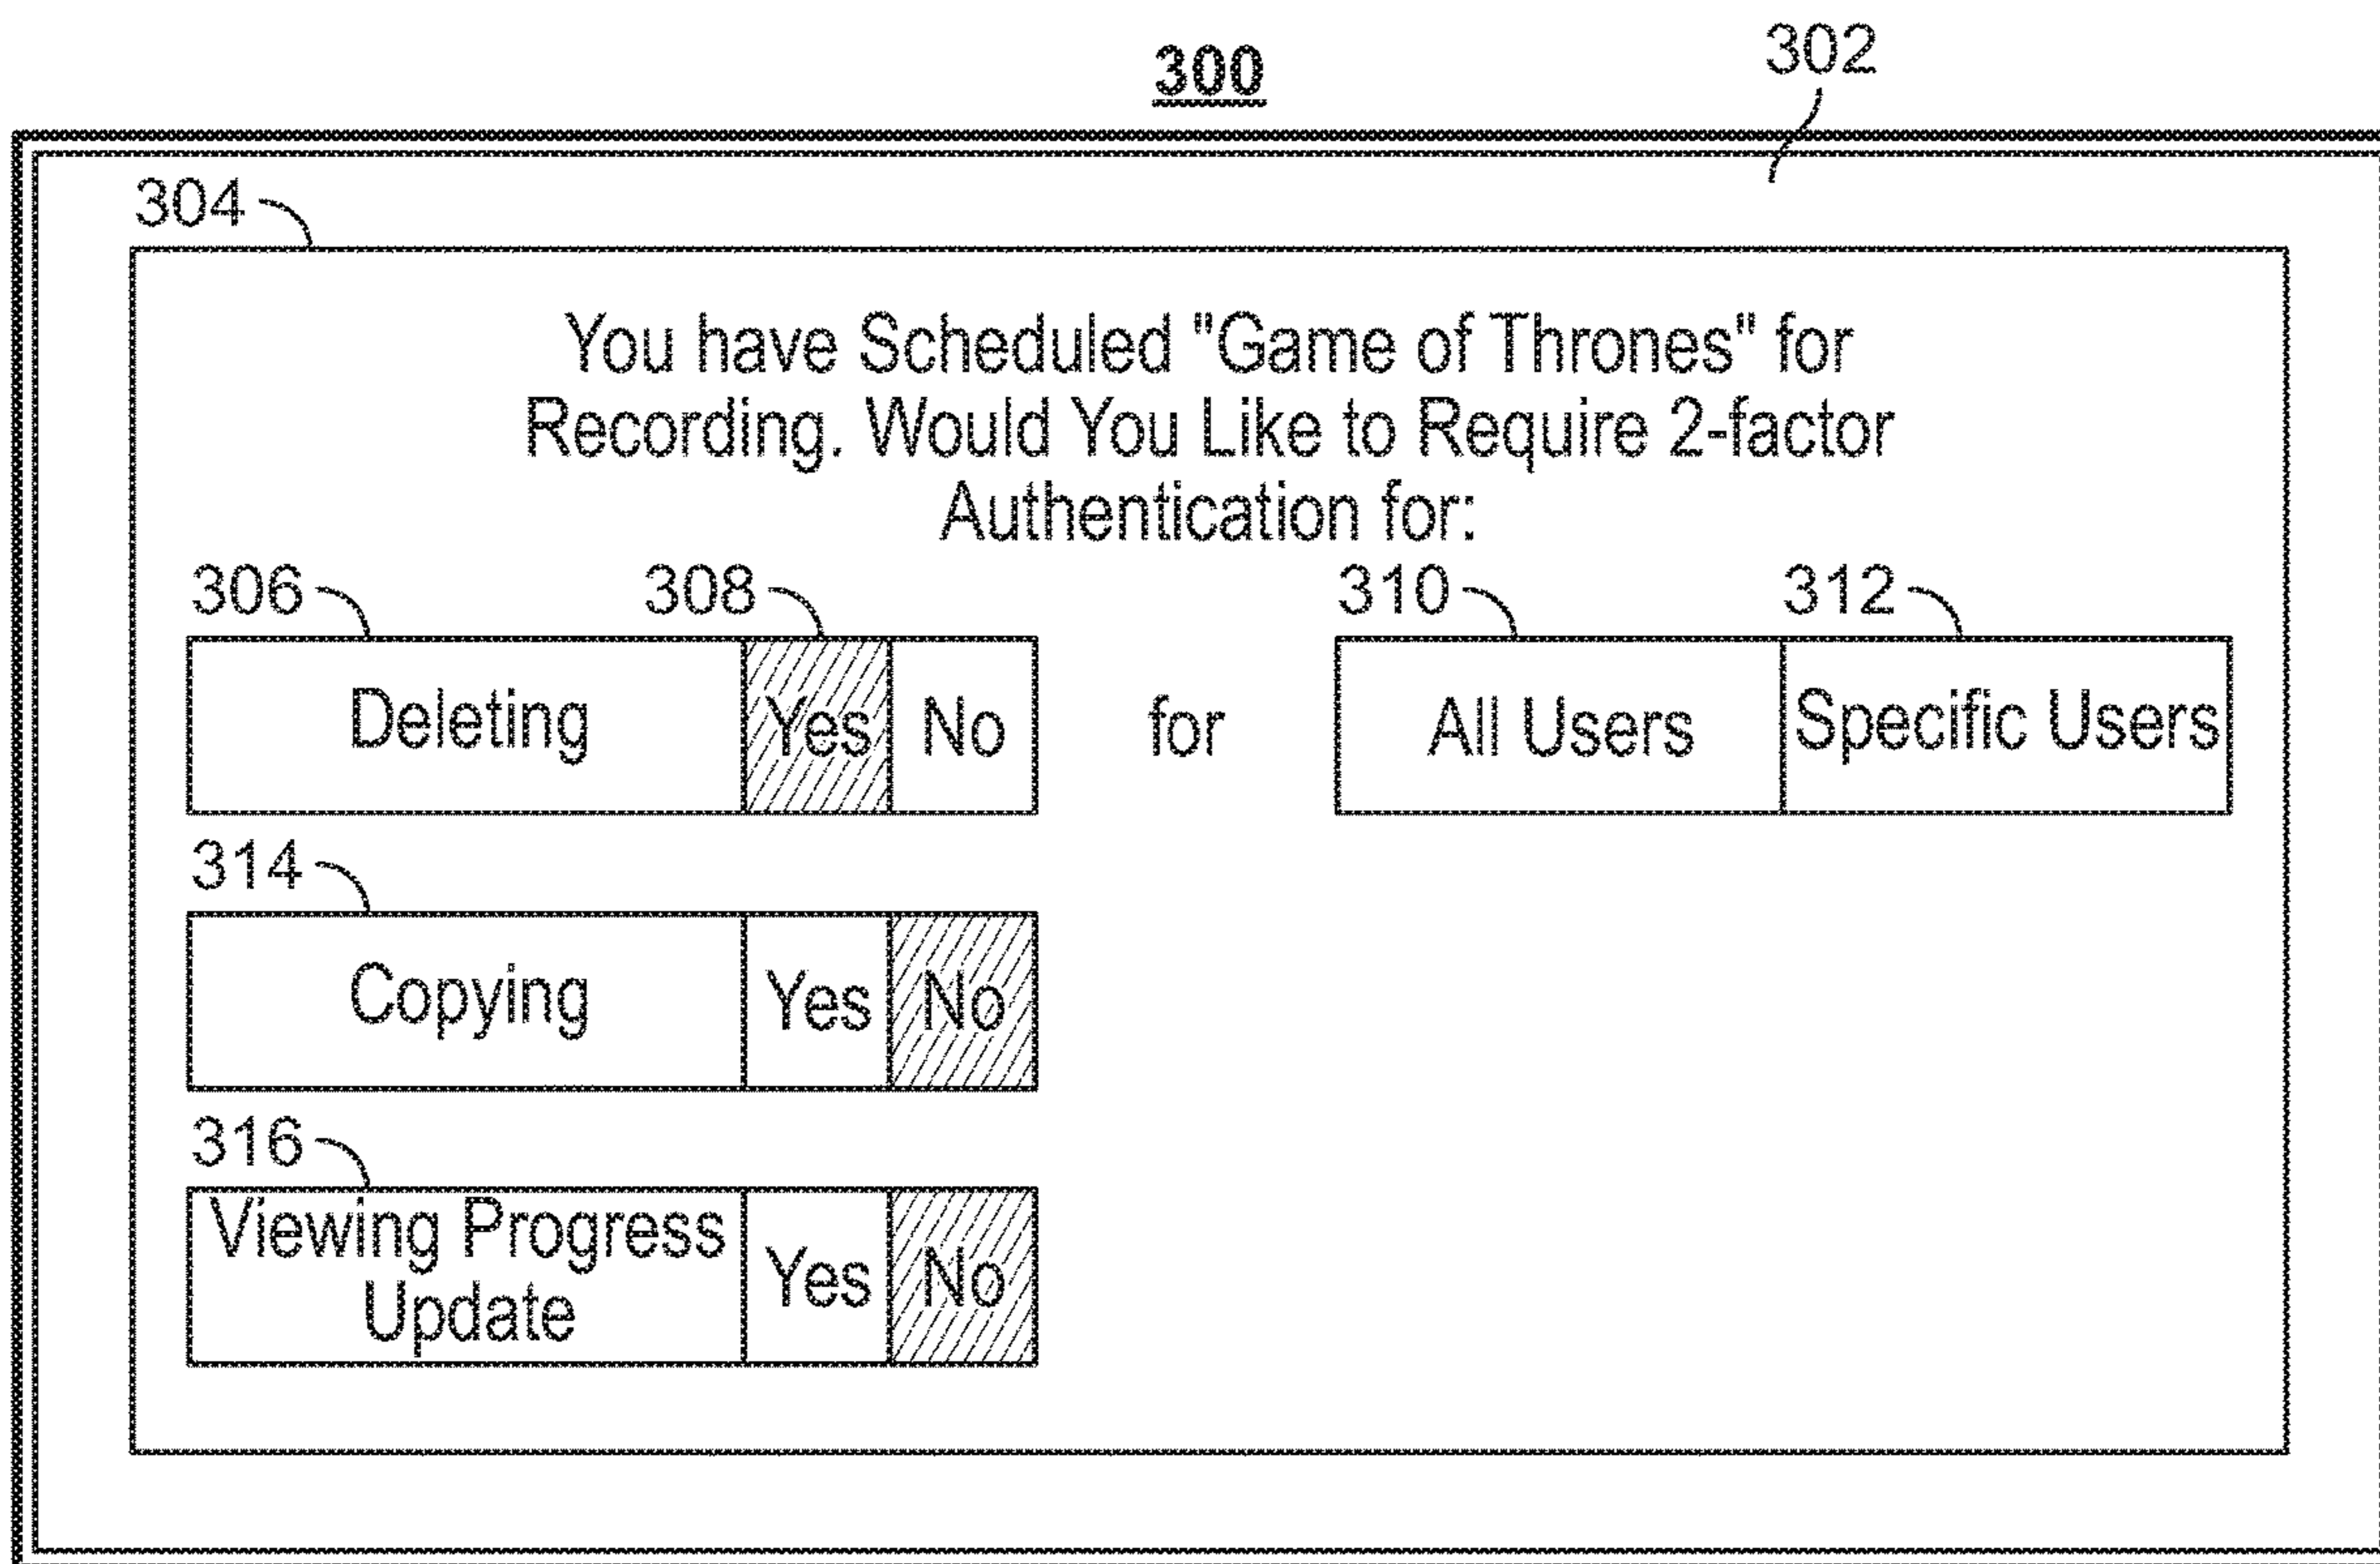 300
302
304
You have Scheduled "Game of Thrones" for
Recording. Would You Like to Require 2-factor
Authentication for:
306 308 310 312
Deleting Yes No for All Users Specific Users
314
Copying Yes No
316
Viewing Progress
Update Yes No